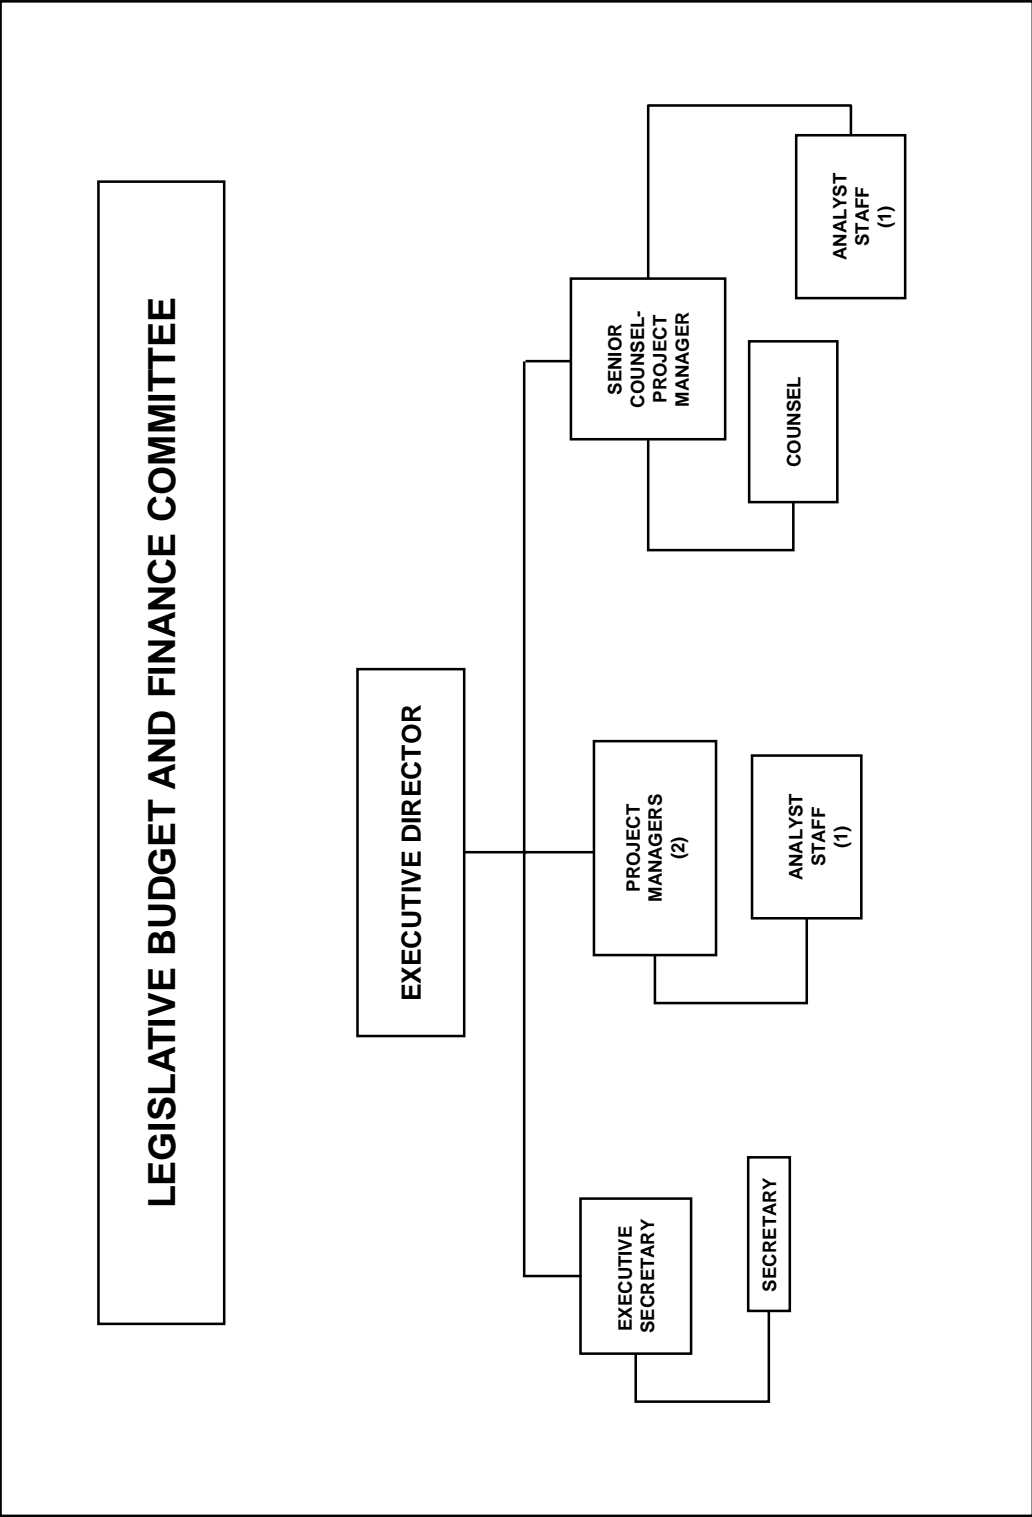 LEGISLATIVE BUDGET AND FINANCE COMMITTEE
EXECUTIVE DIRECTOR
EXECUTIVE
SECRETARY
SECRETARY
PROJECT
MANAGERS
(2)
ANALYST
STAFF
(1)
SENIOR
COUNSEL-
PROJECT
MANAGER
COUNSEL
ANALYST
STAFF
(1)